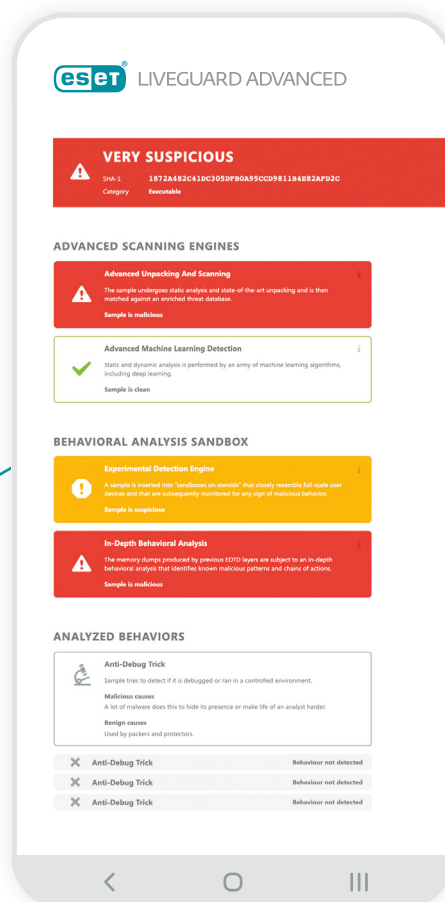 eset® LIVEGUARD ADVANCED
VERY SUSPICIOUS
SHA-1 1872A482C41DC305DFB0A95CCD9811B4E82AFD2C
Category Executable
ADVANCED SCANNING ENGINES
Advanced Unpacking And Scanning
The sample undergoes static analysis and state-of-the-art unpacking and is then
matched against an enriched threat database.
Sample is malicious
Advanced Machine Learning Detection
Static and dynamic analysis is performed by an army of machine learning algorithms,
including deep learning.
Sample is clean
BEHAVIORAL ANALYSIS SANDBOX
Experimental Detection Engine
A sample is inserted into "sandboxes on steroids" that closely resemble full-scale user
devices and that are subsequently monitored for any sign of malicious behavior.
Sample is suspicious
In-Depth Behavioral Analysis
The memory dumps produced by previous EDTD layers are subject to an in-depth
behavioral analysis that identifies known malicious patterns and chains of actions.
Sample is malicious
ANALYZED BEHAVIORS
Anti-Debug Trick
Sample tries to detect if it is debugged or ran in a controlled environment.
Malicious causes
A lot of malware does this to hide its presence or make life of an analyst harder.
Benign causes
Used by packers and protectors.
Anti-Debug Trick Behaviour not detected
Anti-Debug Trick Behaviour not detected
Anti-Debug Trick Behaviour not detected